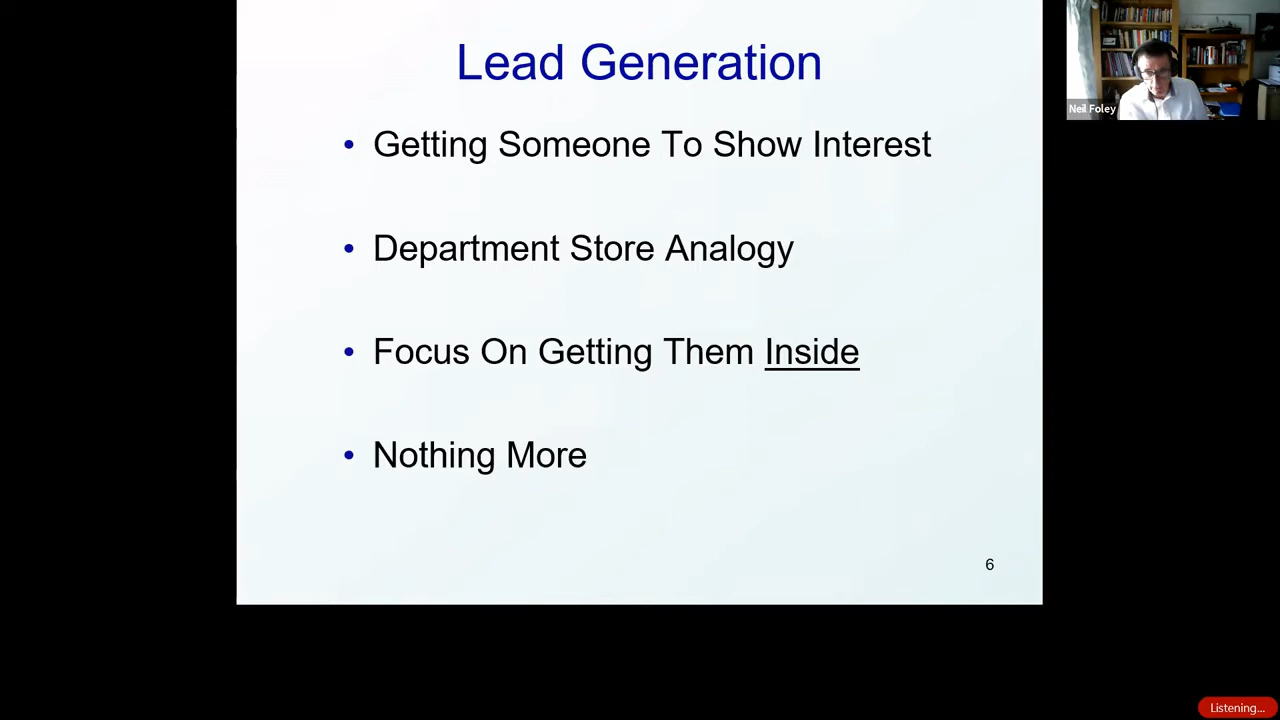 Lead Generation
• Getting Someone To Show Interest
• Department Store Analogy
• Focus On Getting Them Inside
• Nothing More
6
Neil Foley
Listening...